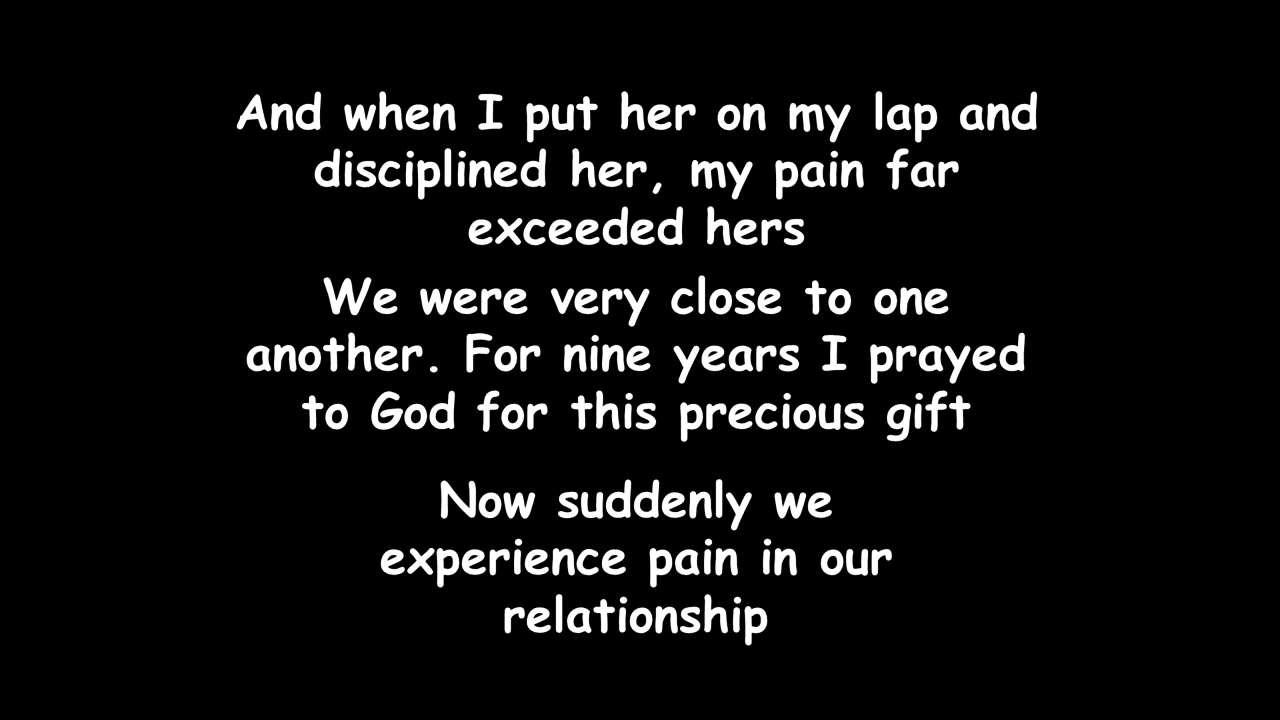 And when I put her on my lap and
disciplined her, my pain far
exceeded hers
We were very close to one
another. For nine years I prayed
to God for this precious gift
Now suddenly we
experience pain in our
relationship